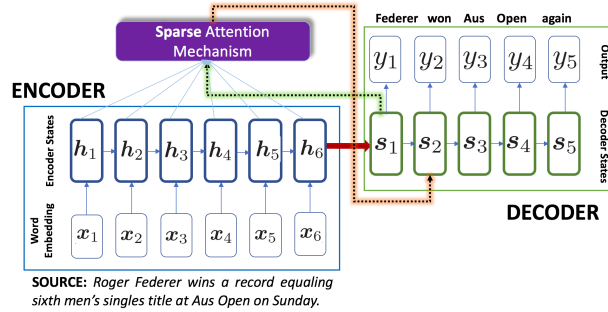 Federer won Aus Open again
Sparse Attention
Mechanism
y1 y2 y3 y4 y5
Output
ENCODER
Encoder States
h1 h2 h3 h4 h5 h6
s1 s2 s3 s4 s5
Decoder States
Word
Embedding
x1 x2 x3 x4 x5 x6
DECODER
SOURCE: Roger Federer wins a record equaling
sixth men's singles title at Aus Open on Sunday.